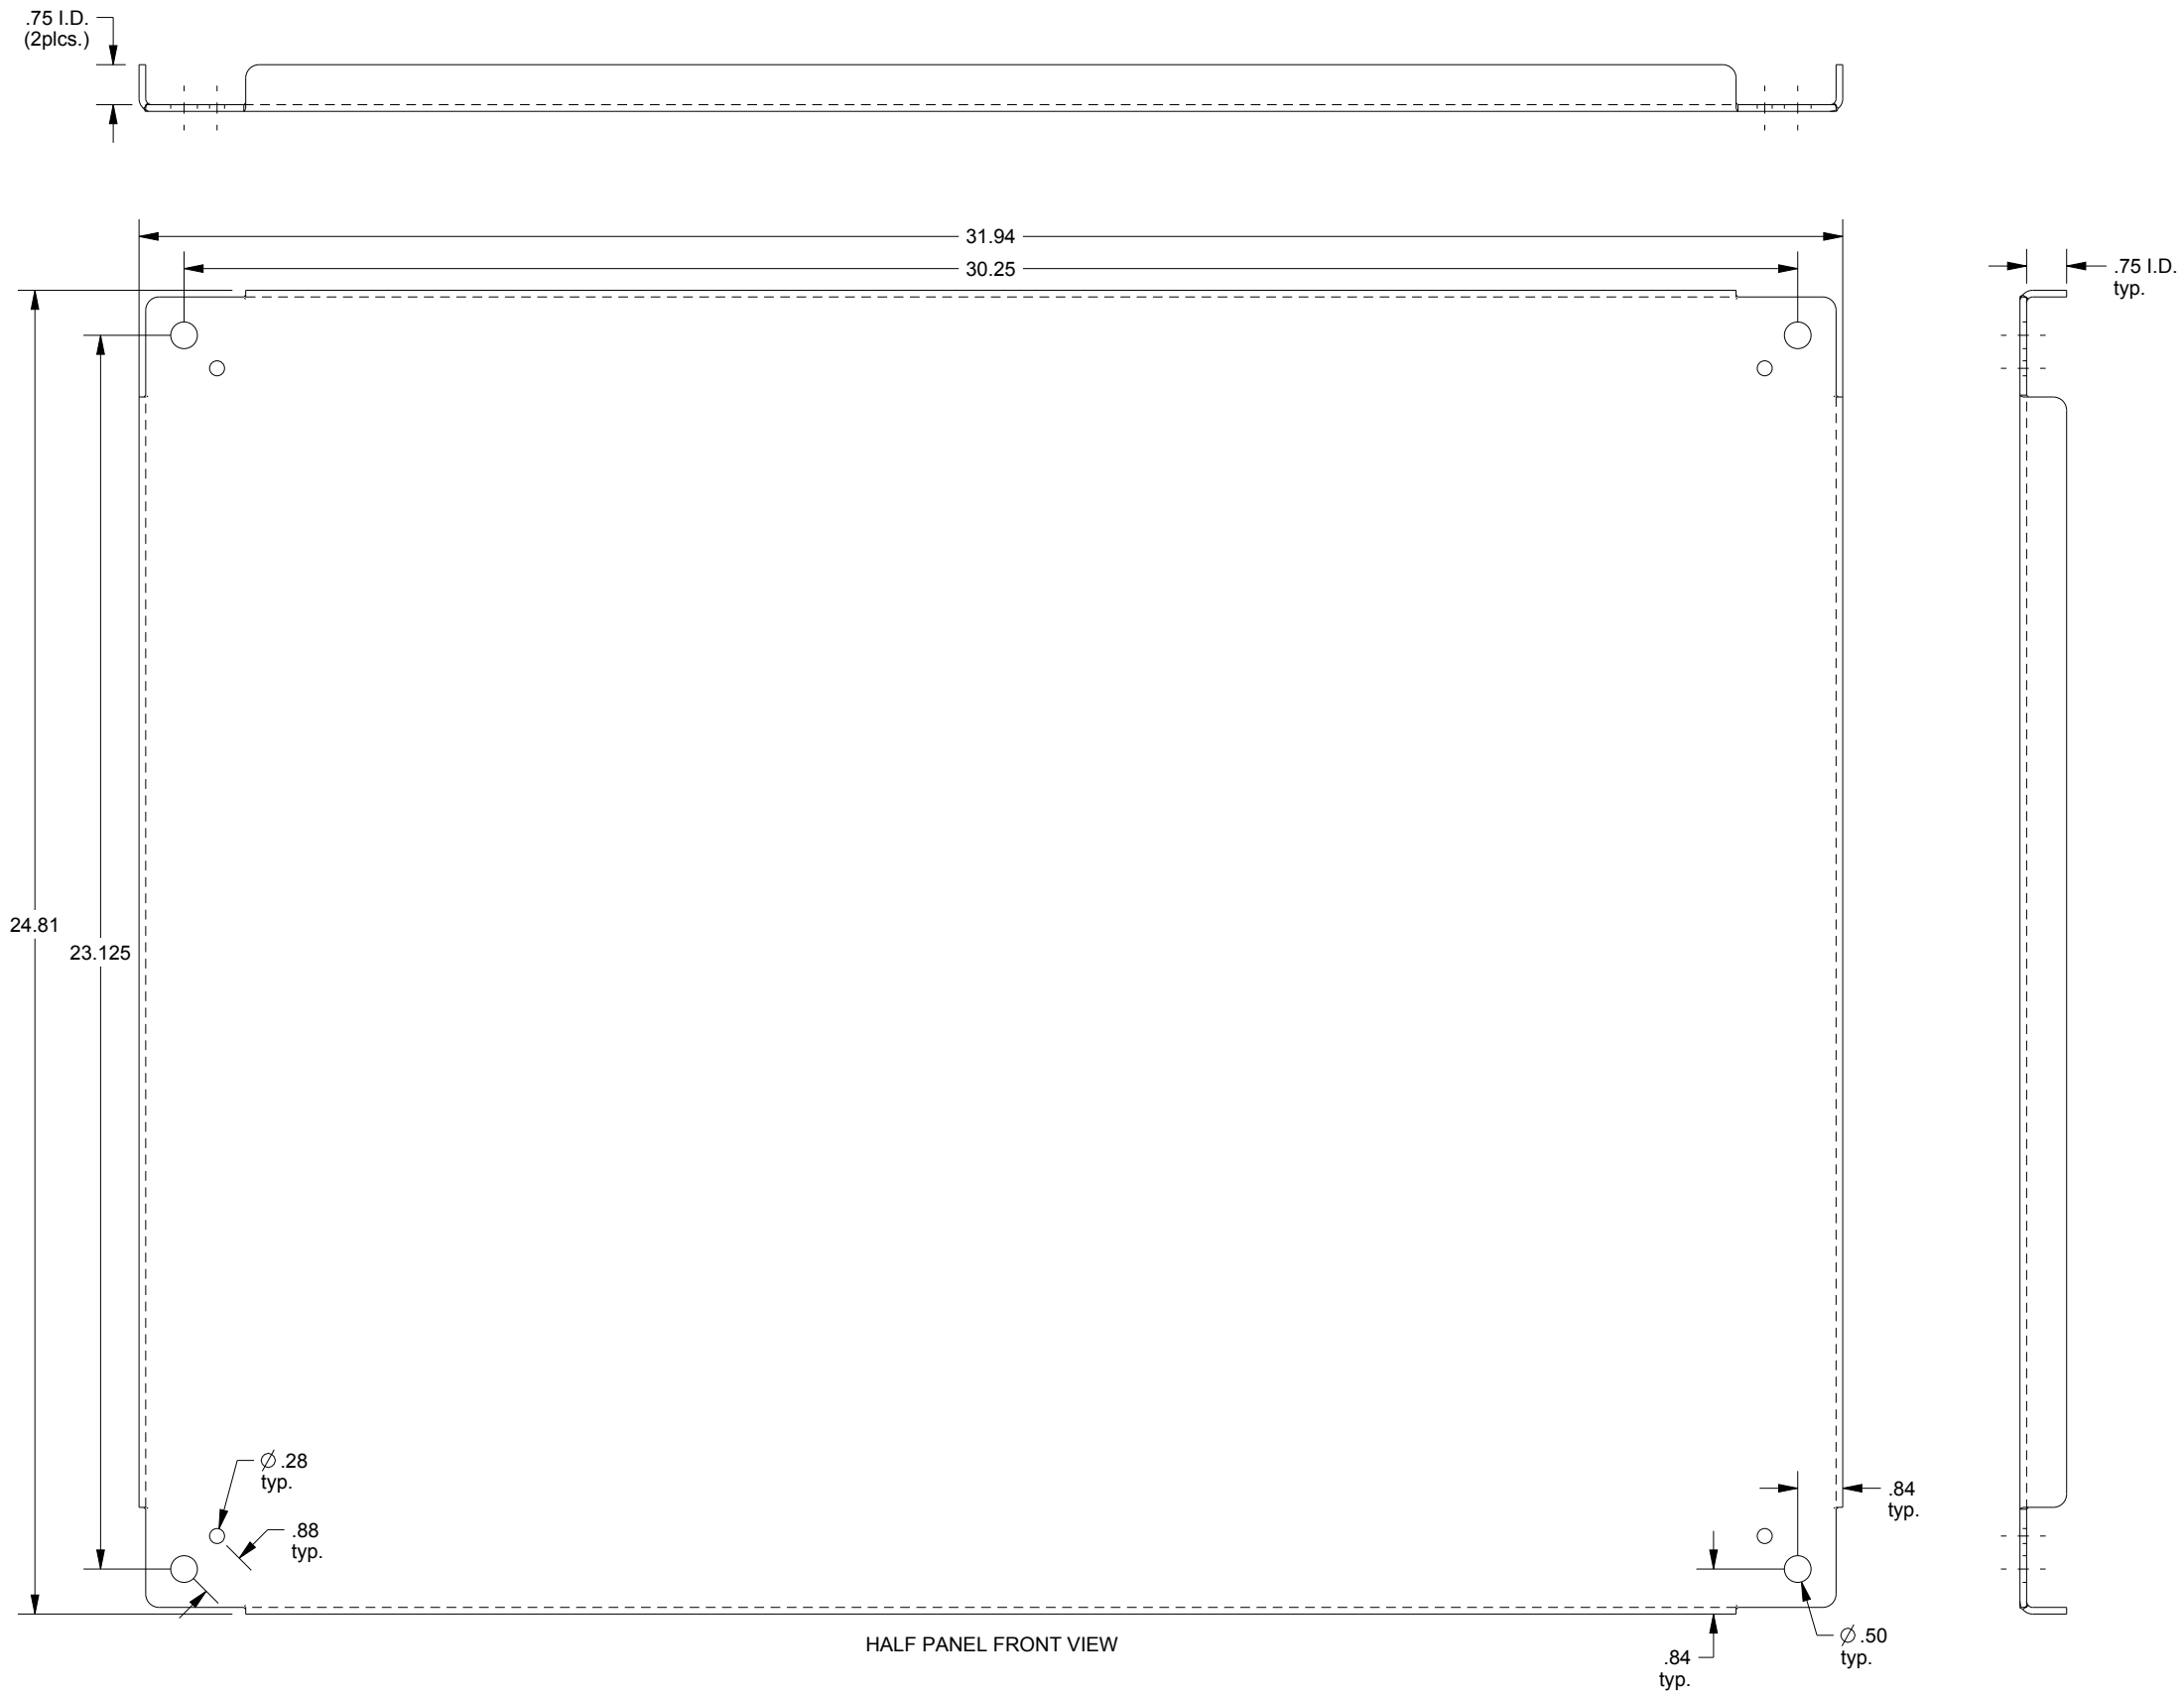 .75 I.D.
(2plcs.)
31.94
30.25
.75 I.D.
typ.
24.81
23.125
Ø .28
typ.
.88
typ.
.84
typ.
HALF PANEL FRONT VIEW
.84
typ.
Ø .50
typ.